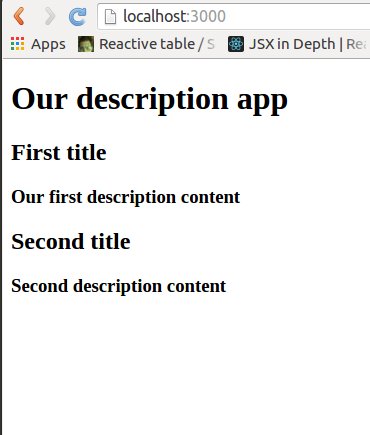 localhost:3000
Apps Reactive table / S JSX in Depth | Rea
Our description app
First title
Our first description content
Second title
Second description content